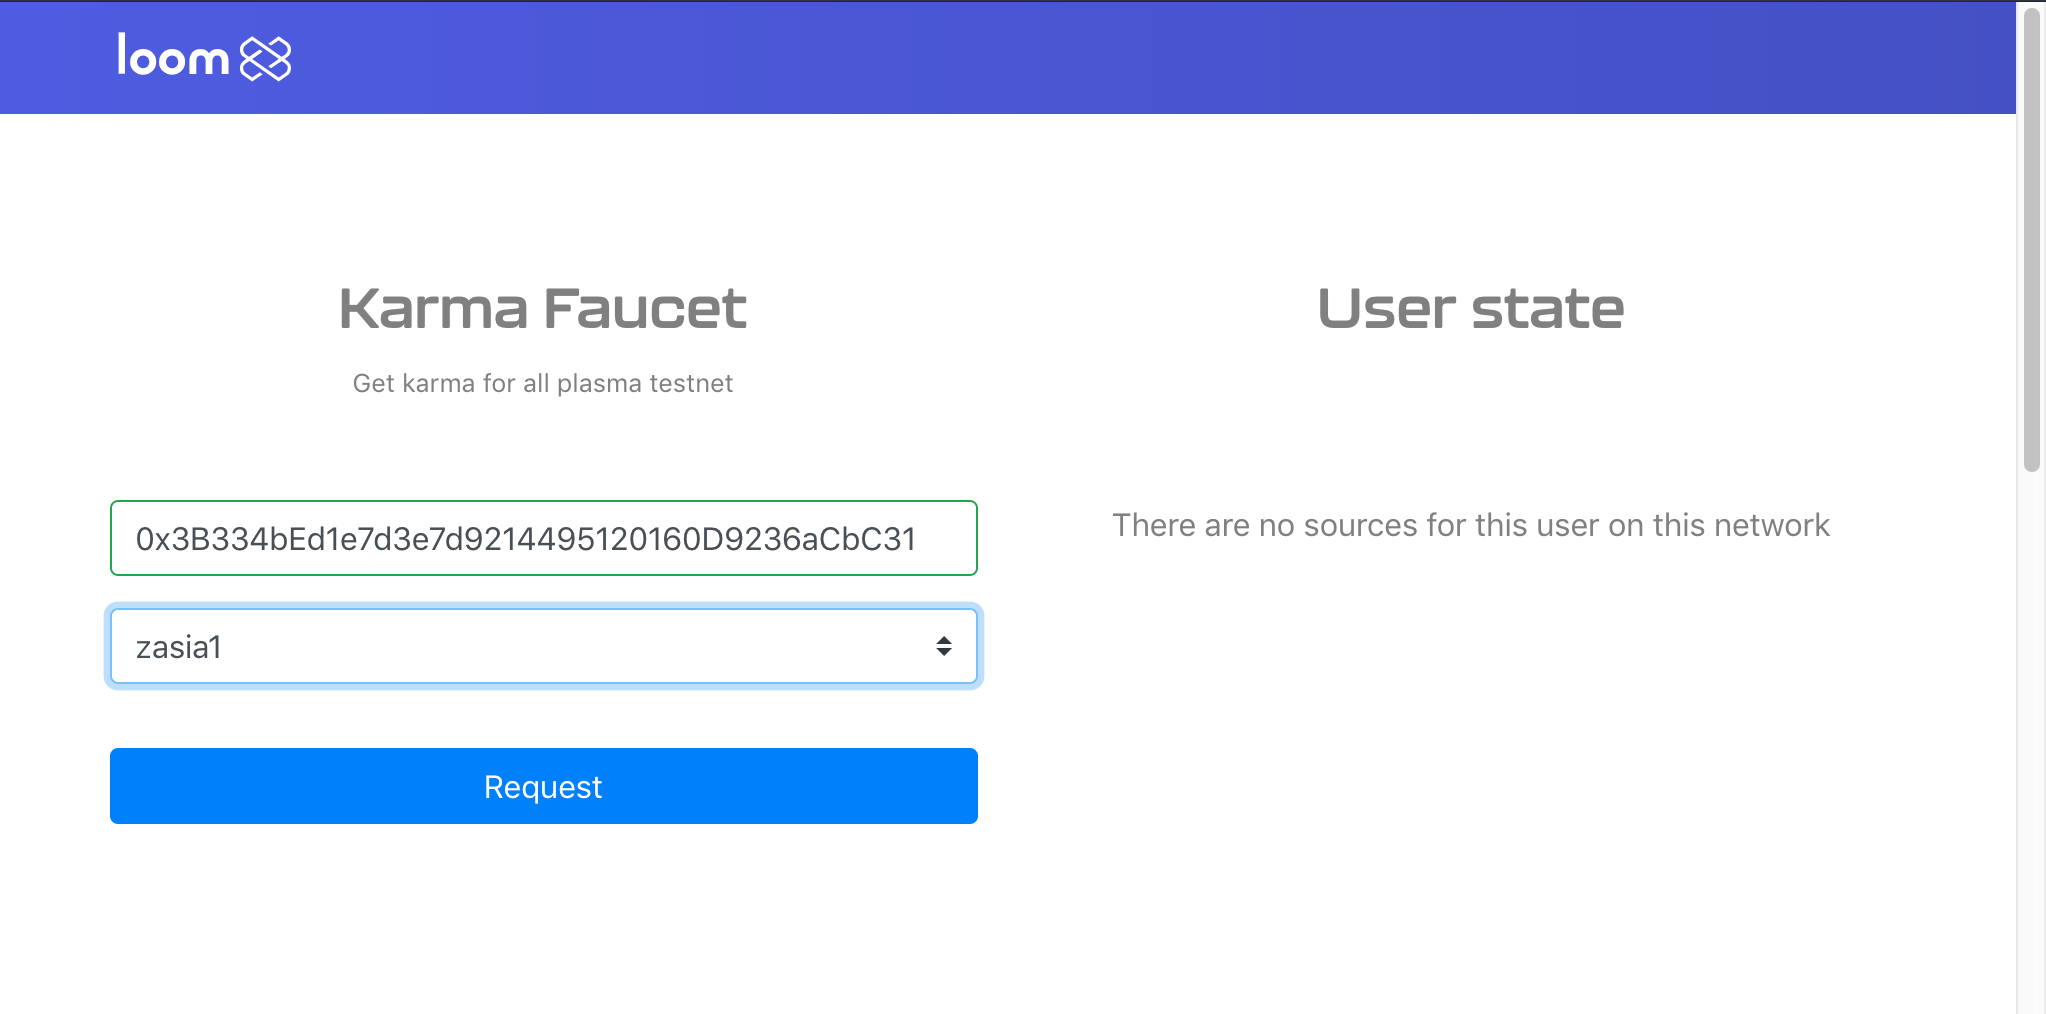 loom
Karma Faucet
Get karma for all plasma testnet
0x3B334bEd1e7d3e7d9214495120160D9236aCbC31
zasia1
Request
User state
There are no sources for this user on this network